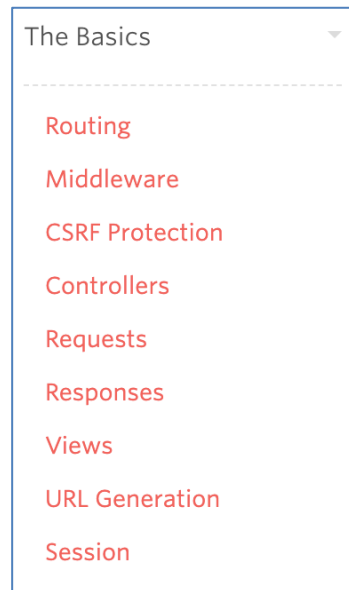 The Basics
Routing
Middleware
CSRF Protection
Controllers
Requests
Responses
Views
URL Generation
Session